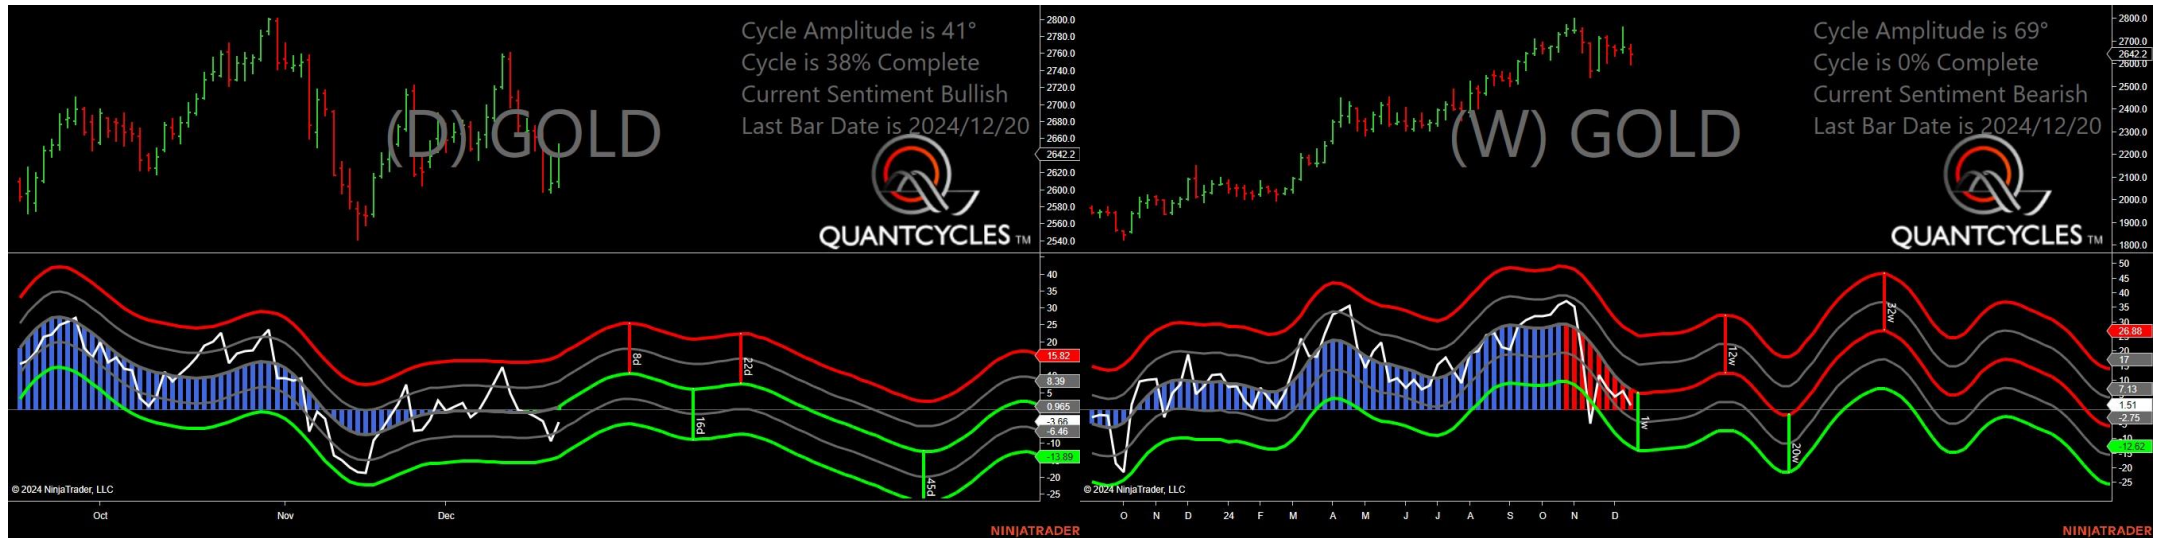 Cycle Amplitude is 41°
Cycle is 38% Complete
Current Sentiment Bullish
Last Bar Date is 2024/12/20
(D) GOLD
QUANTCYCLES TM
2800.0
2780.0
2760.0
2740.0
2720.0
2700.0
2680.0
2660.0
2642.2
2620.0
2600.0
2580.0
2560.0
2540.0
40
35
30
25
20
15.82
8.39
5
0.965
-3.66
-6.46
-10
-13.89
-20
-25
8d
16d
22d
45d
© 2024 NinjaTrader, LLC
Oct
Nov
Dec
NINJATRADER
Cycle Amplitude is 69°
Cycle is 0% Complete
Current Sentiment Bearish
Last Bar Date is 2024/12/20
(W) GOLD
QUANTCYCLES TM
2800.0
2700.0
2642.2
2600.0
2500.0
2400.0
2300.0
2200.0
2100.0
2000.0
1900.0
1800.0
50
45
40
35
30
26.88
20
17
10
7.13
1.51
-2.75
-12.62
-15
-20
-25
1w
12w
20w
32w
© 2024 NinjaTrader, LLC
O N D 24 F M A M J J A S O N D
NINJATRADER